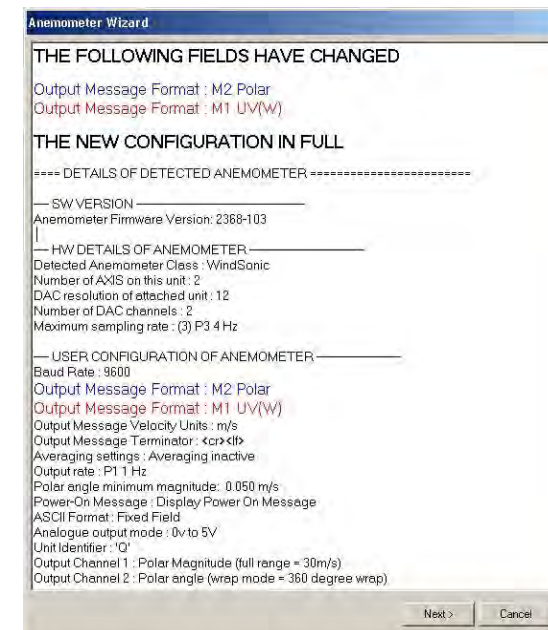 Anemometer Wizard
THE FOLLOWING FIELDS HAVE CHANGED
Output Message Format : M2 Polar
Output Message Format : M1 UV(W)
THE NEW CONFIGURATION IN FULL
==== DETAILS OF DETECTED ANEMOMETER ========================
— SW VERSION ————————————
Anemometer Firmware Version: 2368-103
— HW DETAILS OF ANEMOMETER ————————
Detected Anemometer Class : WindSonic
Number of AXIS on this unit : 2
DAC resolution of attached unit : 12
Number of DAC channels : 2
Maximum sampling rate : (3) P3 4 Hz
— USER CONFIGURATION OF ANEMOMETER ——————
Baud Rate : 9600
Output Message Format : M2 Polar
Output Message Format : M1 UV(W)
Output Message Velocity Units : m/s
Output Message Terminator : <cr><lf>
Averaging settings : Averaging inactive
Output rate : P1 1 Hz
Polar angle minimum magnitude: 0.050 m/s
Power-On Message : Display Power On Message
ASCII Format : Fixed Field
Analogue output mode : 0v to 5V
Unit Identifier : 'Q'
Output Channel 1 : Polar Magnitude (full range = 30m/s)
Output Channel 2 : Polar angle (wrap mode = 360 degree wrap)
Next > Cancel